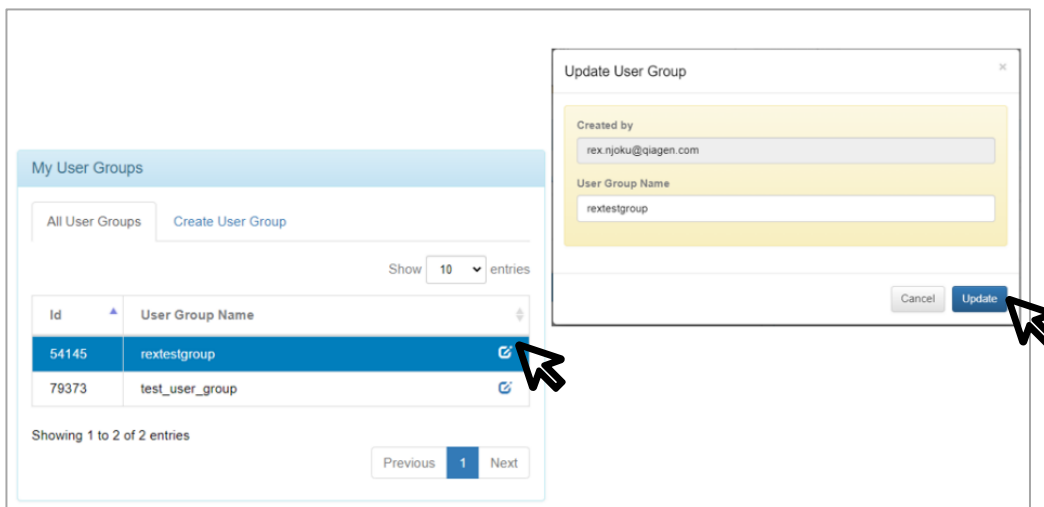 Update User Group ×
Created by
rex.njoku@qiagen.com
User Group Name
rextestgroup
Cancel Update
My User Groups
All User Groups Create User Group
Show 10 entries
Id User Group Name
54145 rextestgroup
79373 test_user_group
Showing 1 to 2 of 2 entries
Previous 1 Next